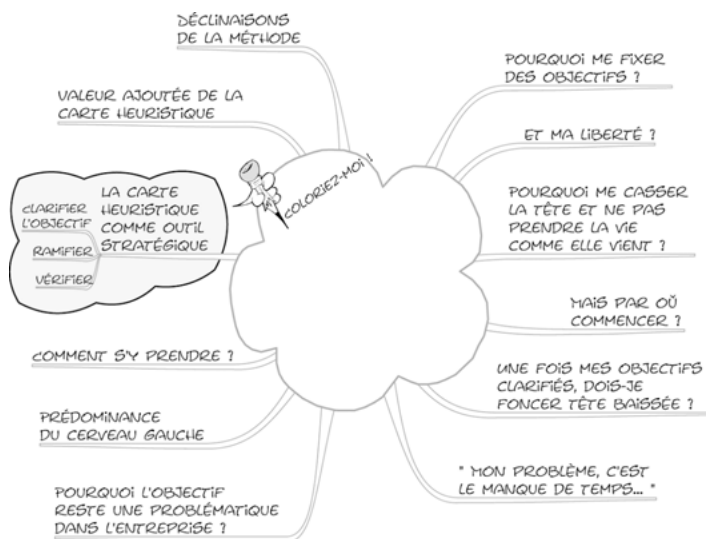 DÉCLINAISONS
DE LA MÉTHODE
VALEUR AJOUTÉE DE LA
CARTE HEURISTIQUE
LA CARTE
HEURISTIQUE
COMME OUTIL
STRATÉGIQUE
CLARIFIER
L'OBJECTIF
RAMIFIER
VÉRIFIER
COMMENT S'Y PRENDRE ?
PRÉDOMINANCE
DU CERVEAU GAUCHE
POURQUOI L'OBJECTIF
RESTE UNE PROBLÉMATIQUE
DANS L'ENTREPRISE ?
COLORIEZ-MOI !
POURQUOI ME FIXER
DES OBJECTIFS ?
ET MA LIBERTÉ ?
POURQUOI ME CASSER
LA TÊTE ET NE PAS
PRENDRE LA VIE
COMME ELLE VIENT ?
MAIS PAR OÙ
COMMENCER ?
UNE FOIS MES OBJECTIFS
CLARIFIÉS, DOIS-JE
FONCER TÊTE BAISSÉE ?
" MON PROBLÈME, C'EST
LE MANQUE DE TEMPS... "